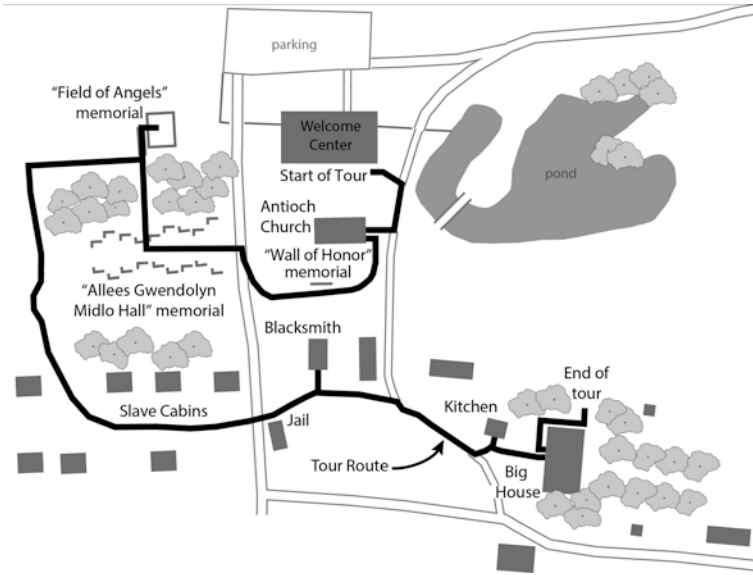 parking
"Field of Angels"
memorial
Welcome
Center
Start of Tour
pond
Antioch
Church
"Wall of Honor"
memorial
"Allees Gwendolyn
Midlo Hall" memorial
Blacksmith
End of
tour
Kitchen
Slave Cabins
Jail
Tour Route
Big
House